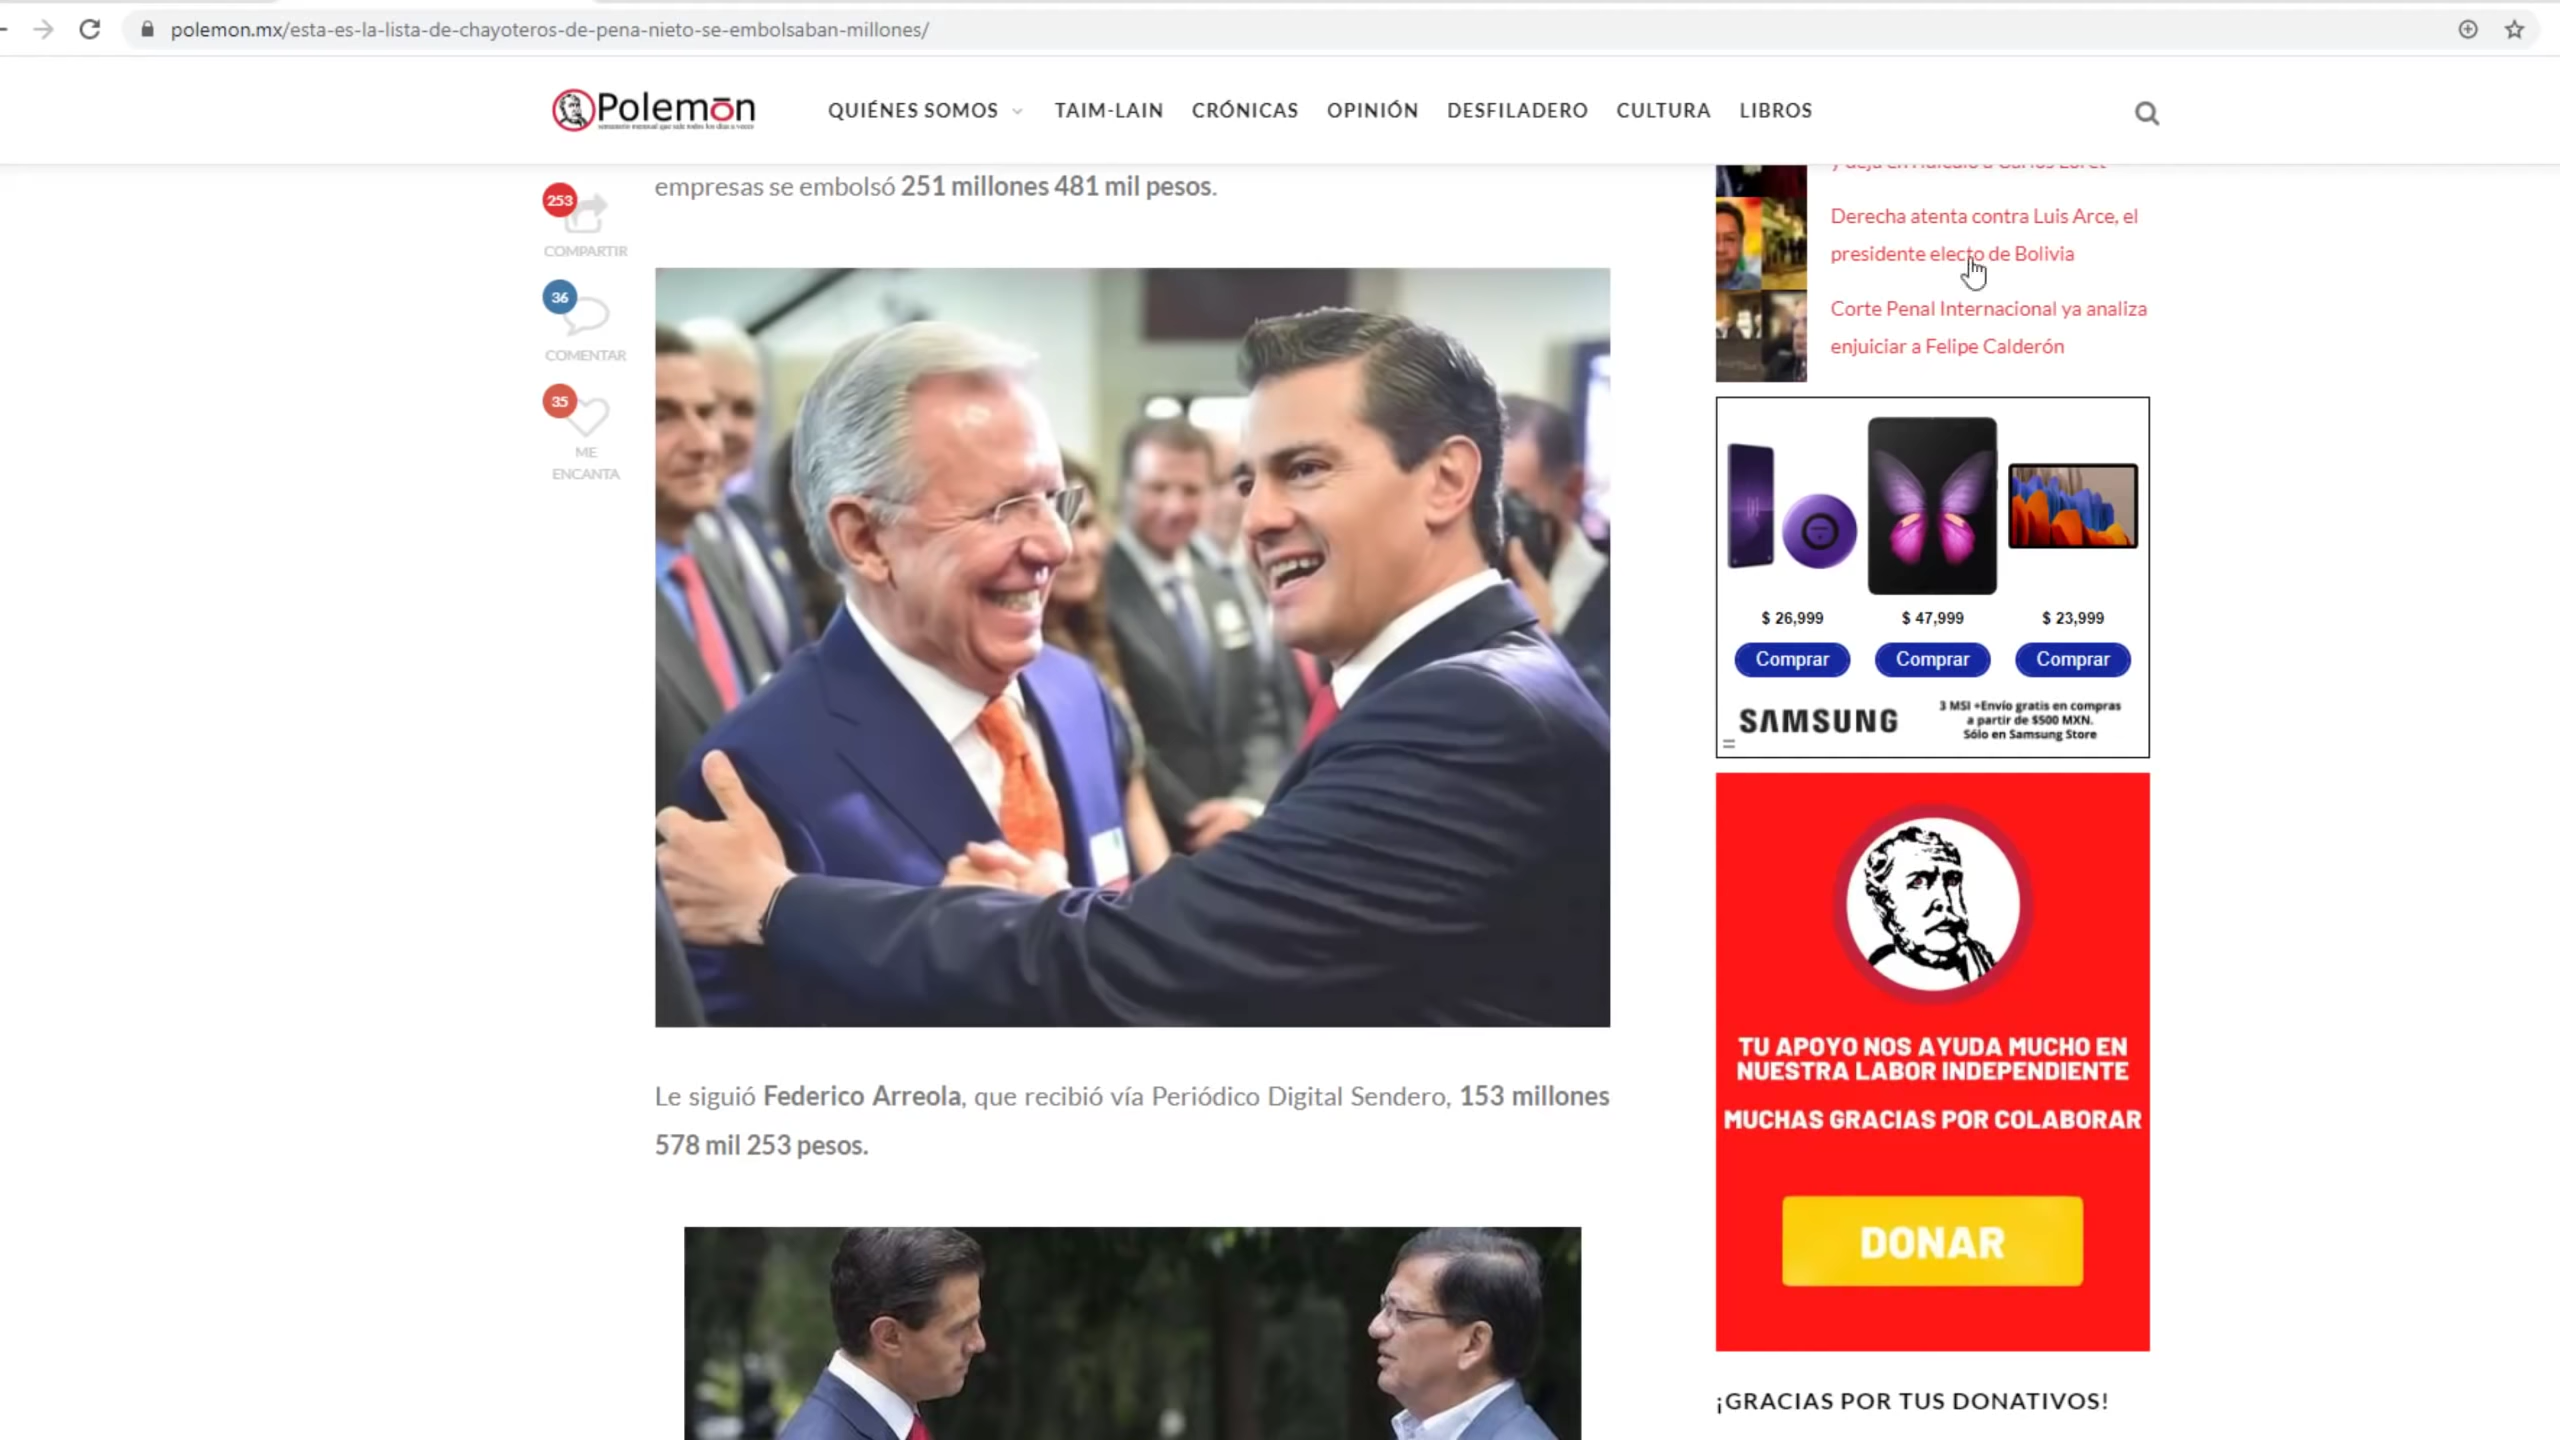 polemon.mx/esta-es-la-lista-de-chayoteros-de-pena-nieto-se-embolsaban-millones/
Polemōn
QUIÉNES SOMOS TAIM-LAIN CRÓNICAS OPINIÓN DESFILADERO CULTURA LIBROS
253
COMPARTIR
36
COMENTAR
35
ME
ENCANTA
empresas se embolsó 251 millones 481 mil pesos.
Le siguió Federico Arreola, que recibió vía Periódico Digital Sendero, 153 millones
578 mil 253 pesos.
Derecha atenta contra Luis Arce, el
presidente electo de Bolivia
Corte Penal Internacional ya analiza
enjuiciar a Felipe Calderón
$ 26,999 $ 47,999 $ 23,999
Comprar Comprar Comprar
SAMSUNG
3 MSI +Envío gratis en compras
a partir de $500 MXN.
Sólo en Samsung Store
TU APOYO NOS AYUDA MUCHO EN
NUESTRA LABOR INDEPENDIENTE
MUCHAS GRACIAS POR COLABORAR
DONAR
¡GRACIAS POR TUS DONATIVOS!